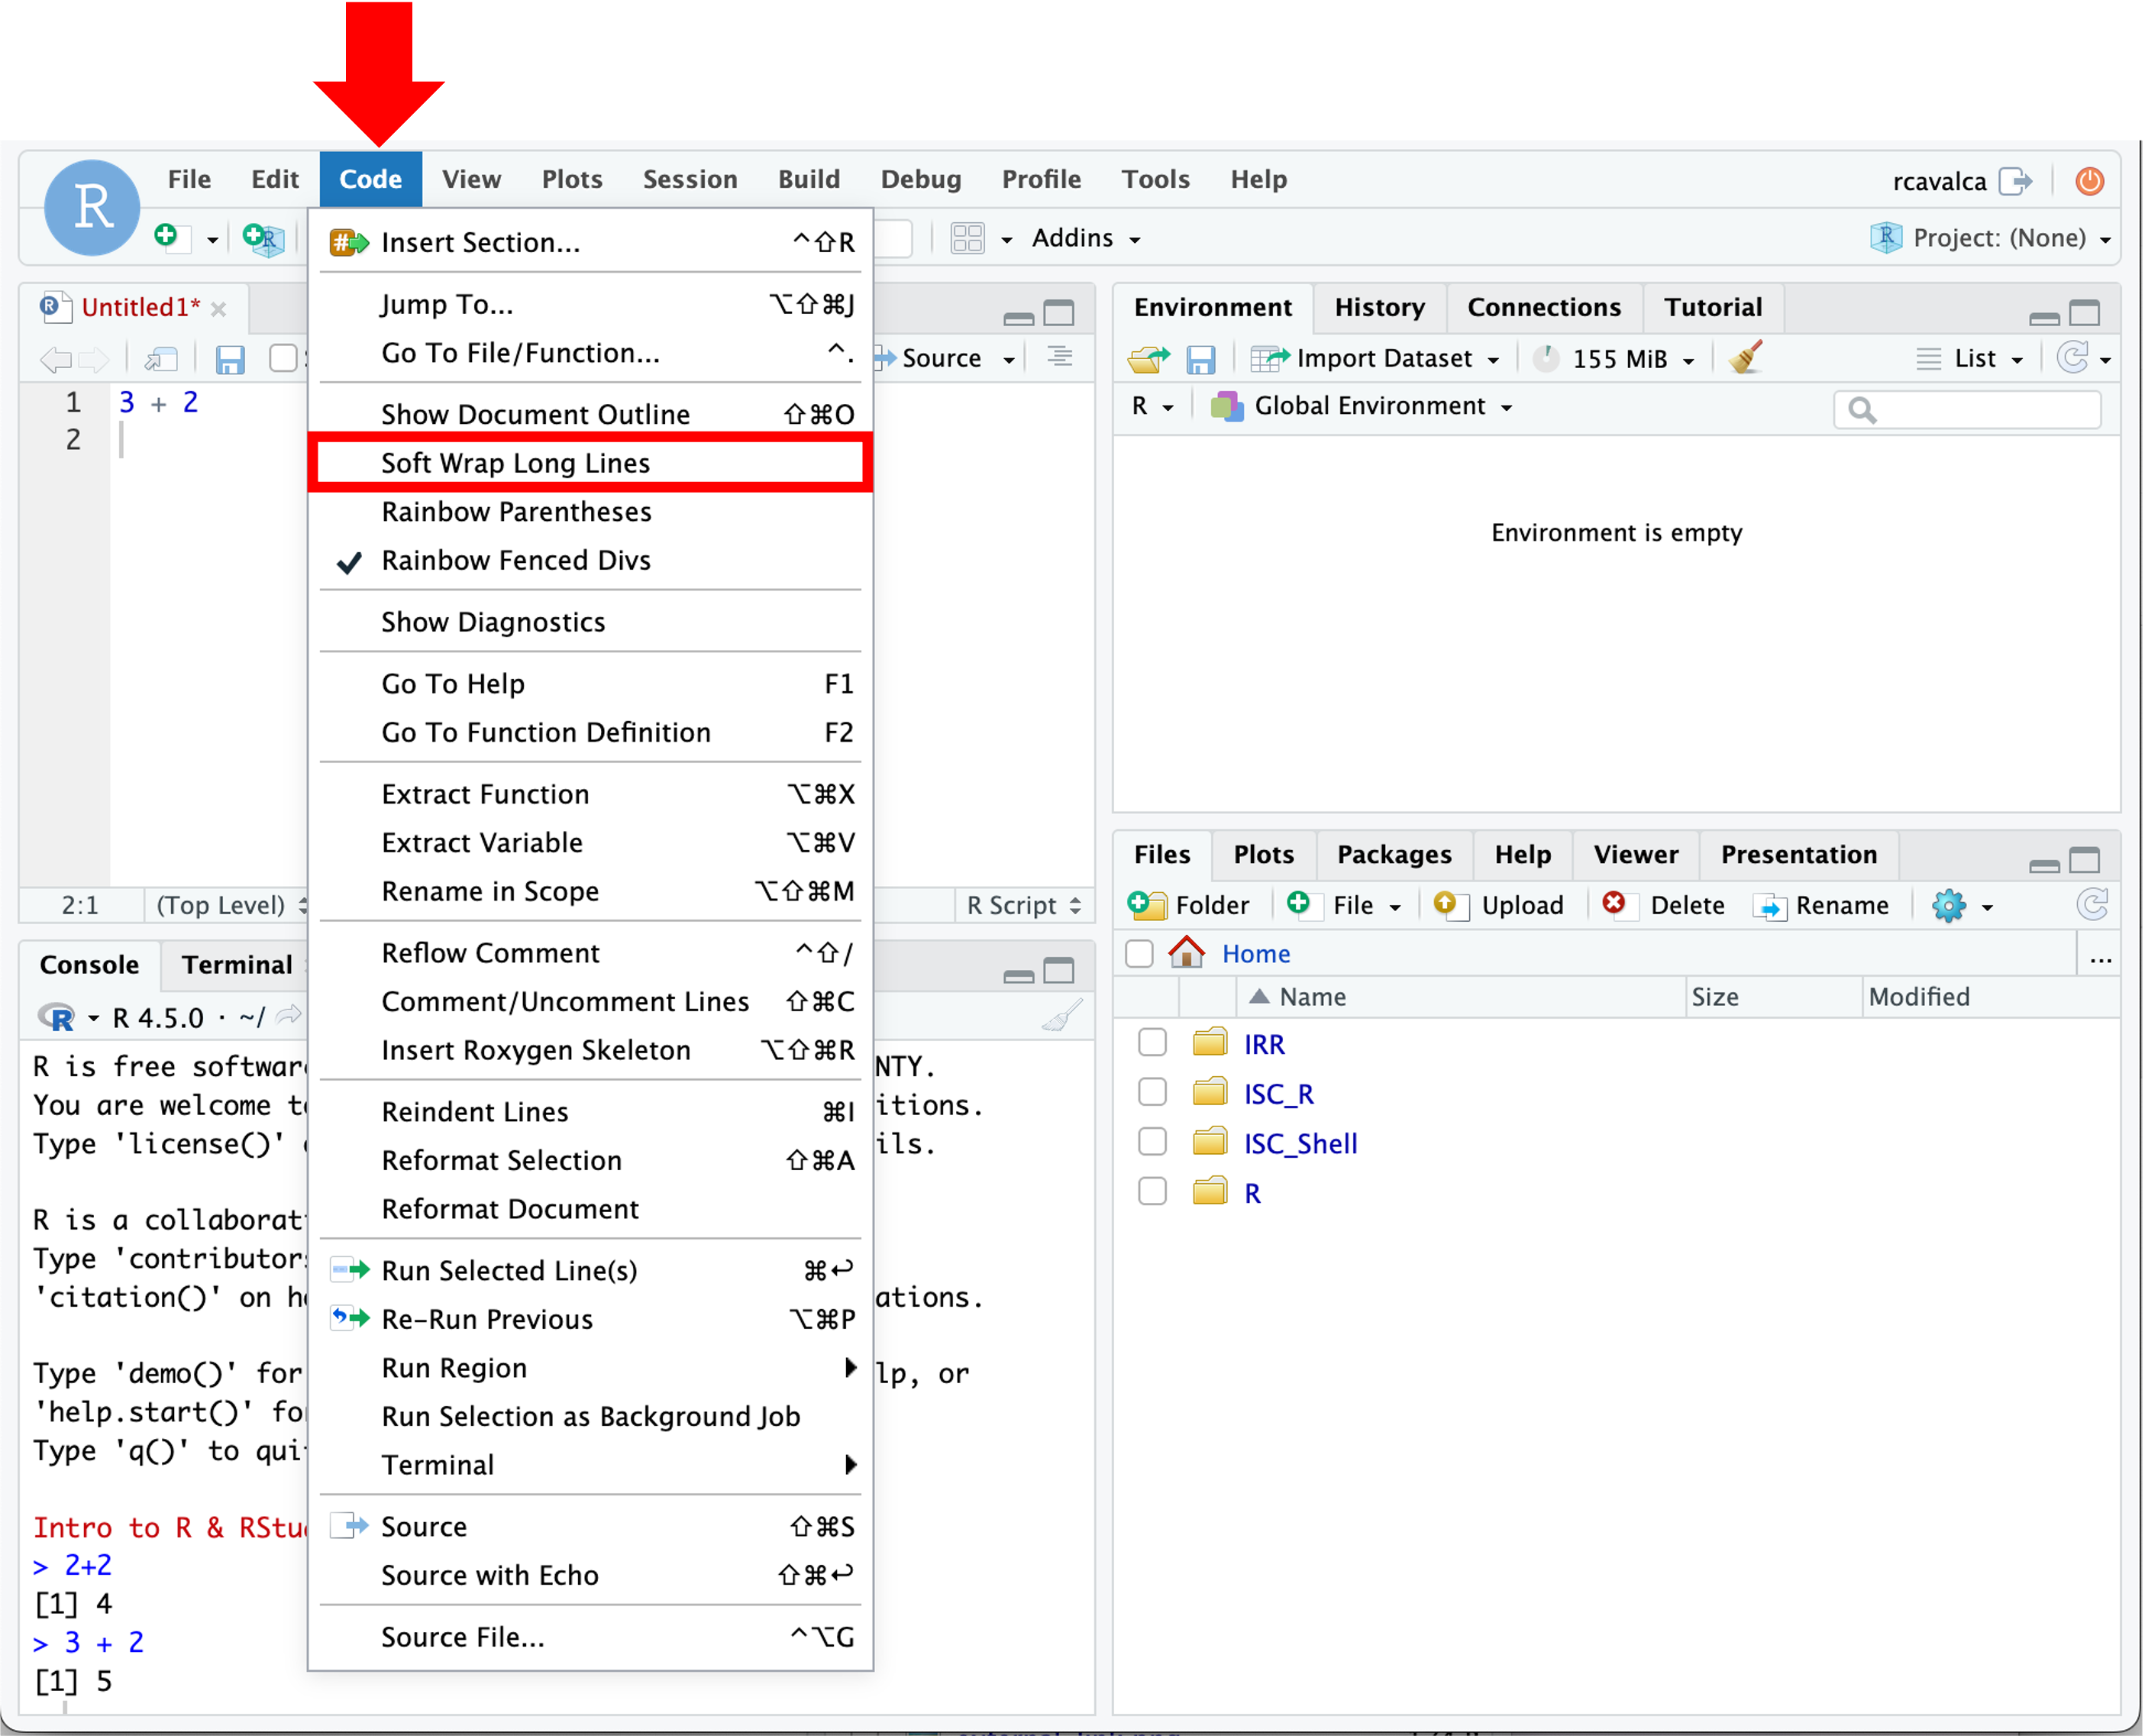 R File Edit Code View Plots Session Build Debug Profile Tools Help rcavalca
Addins Project: (None)
Insert Section... ^⇧R
Jump To... ⌥⇧⌘J
Go To File/Function... ^.
Show Document Outline ⇧⌘O
Soft Wrap Long Lines
Rainbow Parentheses
Rainbow Fenced Divs
Show Diagnostics
Go To Help F1
Go To Function Definition F2
Extract Function ⌥⌘X
Extract Variable ⌥⌘V
Rename in Scope ⌥⇧⌘M
Reflow Comment ^⇧/
Comment/Uncomment Lines ⇧⌘C
Insert Roxygen Skeleton ⌥⇧⌘R
Reindent Lines ⌘I
Reformat Selection ⇧⌘A
Reformat Document
Run Selected Line(s) ⌘↩
Re-Run Previous ⌥⌘P
Run Region
Run Selection as Background Job
Terminal
Source ⇧⌘S
Source with Echo ⇧⌘↩
Source File... ^⌥G
Untitled1*
Source
1 3 + 2
2
2:1 (Top Level) R Script
Console Terminal
R 4.5.0 · ~/
R is free softwar NTY.
You are welcome t itions.
Type 'license()' ils.
R is a collaborat
Type 'contributor
'citation()' on h ations.
Type 'demo()' for lp, or
'help.start()' fo
Type 'q()' to qui
Intro to R & RStu
> 2+2
[1] 4
> 3 + 2
[1] 5
Environment History Connections Tutorial
Import Dataset 155 MiB List
R Global Environment
Environment is empty
Files Plots Packages Help Viewer Presentation
Folder File Upload Delete Rename
Home ...
Name Size Modified
IRR
ISC_R
ISC_Shell
R